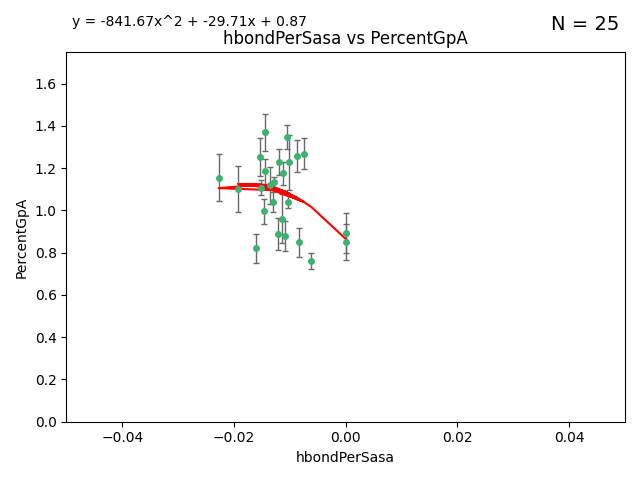 y = -841.67x^2 + -29.71x + 0.87
N = 25
hbondPerSasa vs PercentGpA
PercentGpA
1.6
1.4
1.2
1.0
0.8
0.6
0.4
0.2
0.0
−0.04 −0.02 0.00 0.02 0.04
hbondPerSasa